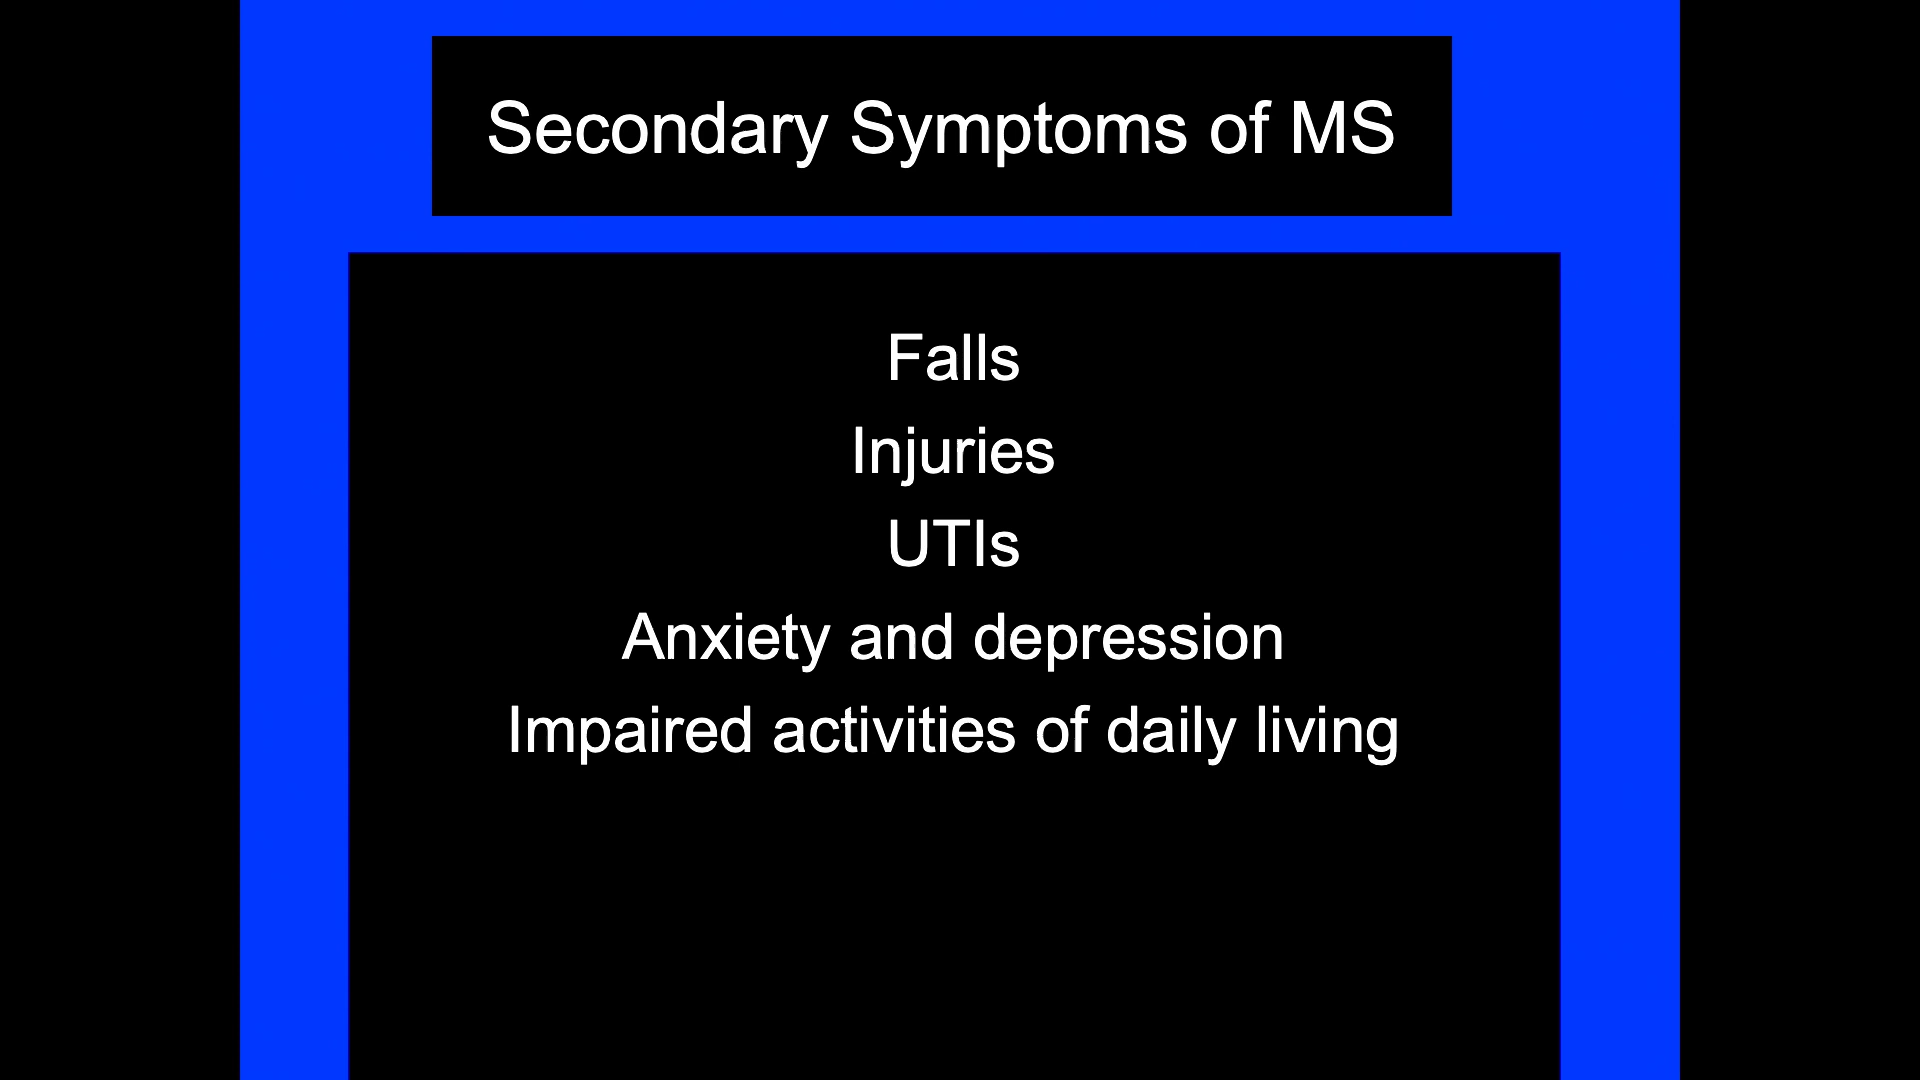 Secondary Symptoms of MS
Falls
Injuries
UTIs
Anxiety and depression
Impaired activities of daily living